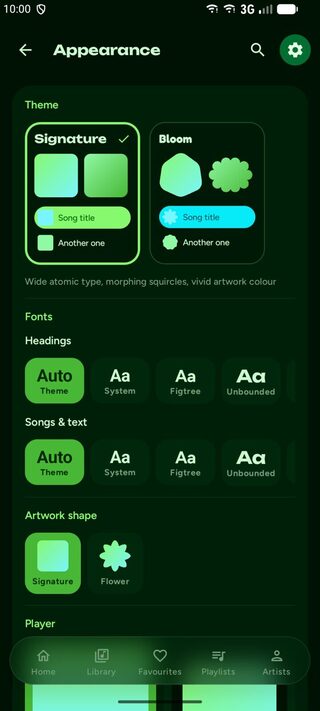 10:00
3G
Appearance
Theme
Signature
Bloom
Song title
Song title
Another one
Another one
Wide atomic type, morphing squircles, vivid artwork colour
Fonts
Headings
Auto Aa Aa Aa
Theme System Figtree Unbounded
Songs & text
Auto Aa Aa Aa
Theme System Figtree Unbounded
Artwork shape
Signature Flower
Player
Home Library Favourites Playlists Artists